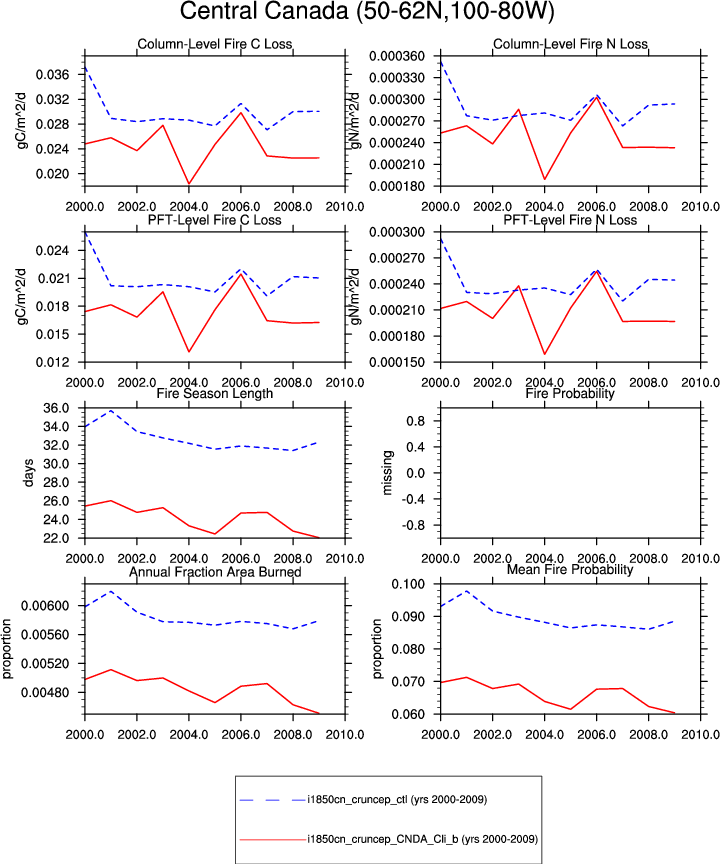 Central Canada (50-62N,100-80W)
Column-Level Fire C Loss
gC/m^2/d
0.036
0.032
0.028
0.024
0.020
2000.0 2002.0 2004.0 2006.0 2008.0 2010.0
Column-Level Fire N Loss
gN/m^2/d
0.000360
0.000300
0.000240
0.000210
0.000180
2000.0 2002.0 2004.0 2006.0 2008.0 2010.0
PFT-Level Fire C Loss
gC/m^2/d
0.024
0.021
0.018
0.015
0.012
2000.0 2002.0 2004.0 2006.0 2008.0 2010.0
PFT-Level Fire N Loss
gN/m^2/d
0.000300
0.000240
0.000210
0.000180
0.000150
2000.0 2002.0 2004.0 2006.0 2008.0 2010.0
Fire Season Length
days
36.0
34.0
32.0
28.0
26.0
24.0
22.0
2000.0 2002.0 2004.0 2006.0 2008.0 2010.0
Fire Probability
missing
0.8
0.4
0.0
-0.4
-0.8
2000.0 2002.0 2004.0 2006.0 2008.0 2010.0
Annual Fraction Area Burned
proportion
0.00600
0.00560
0.00520
0.00480
2000.0 2002.0 2004.0 2006.0 2008.0 2010.0
Mean Fire Probability
proportion
0.100
0.090
0.080
0.070
0.060
2000.0 2002.0 2004.0 2006.0 2008.0 2010.0
i1850cn_cruncep_ctl (yrs 2000-2009)
i1850cn_cruncep_CNDA_Cli_b (yrs 2000-2009)